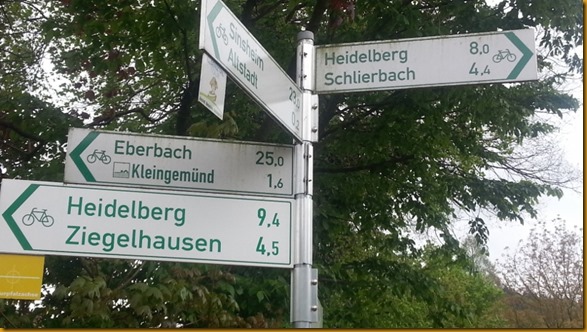 Sinsheim
Altstadt
Heidelberg 8,0
Schlierbach 4,4
Eberbach 25,0
Kleingemünd 1,6
Heidelberg 9,4
Ziegelhausen 4,5